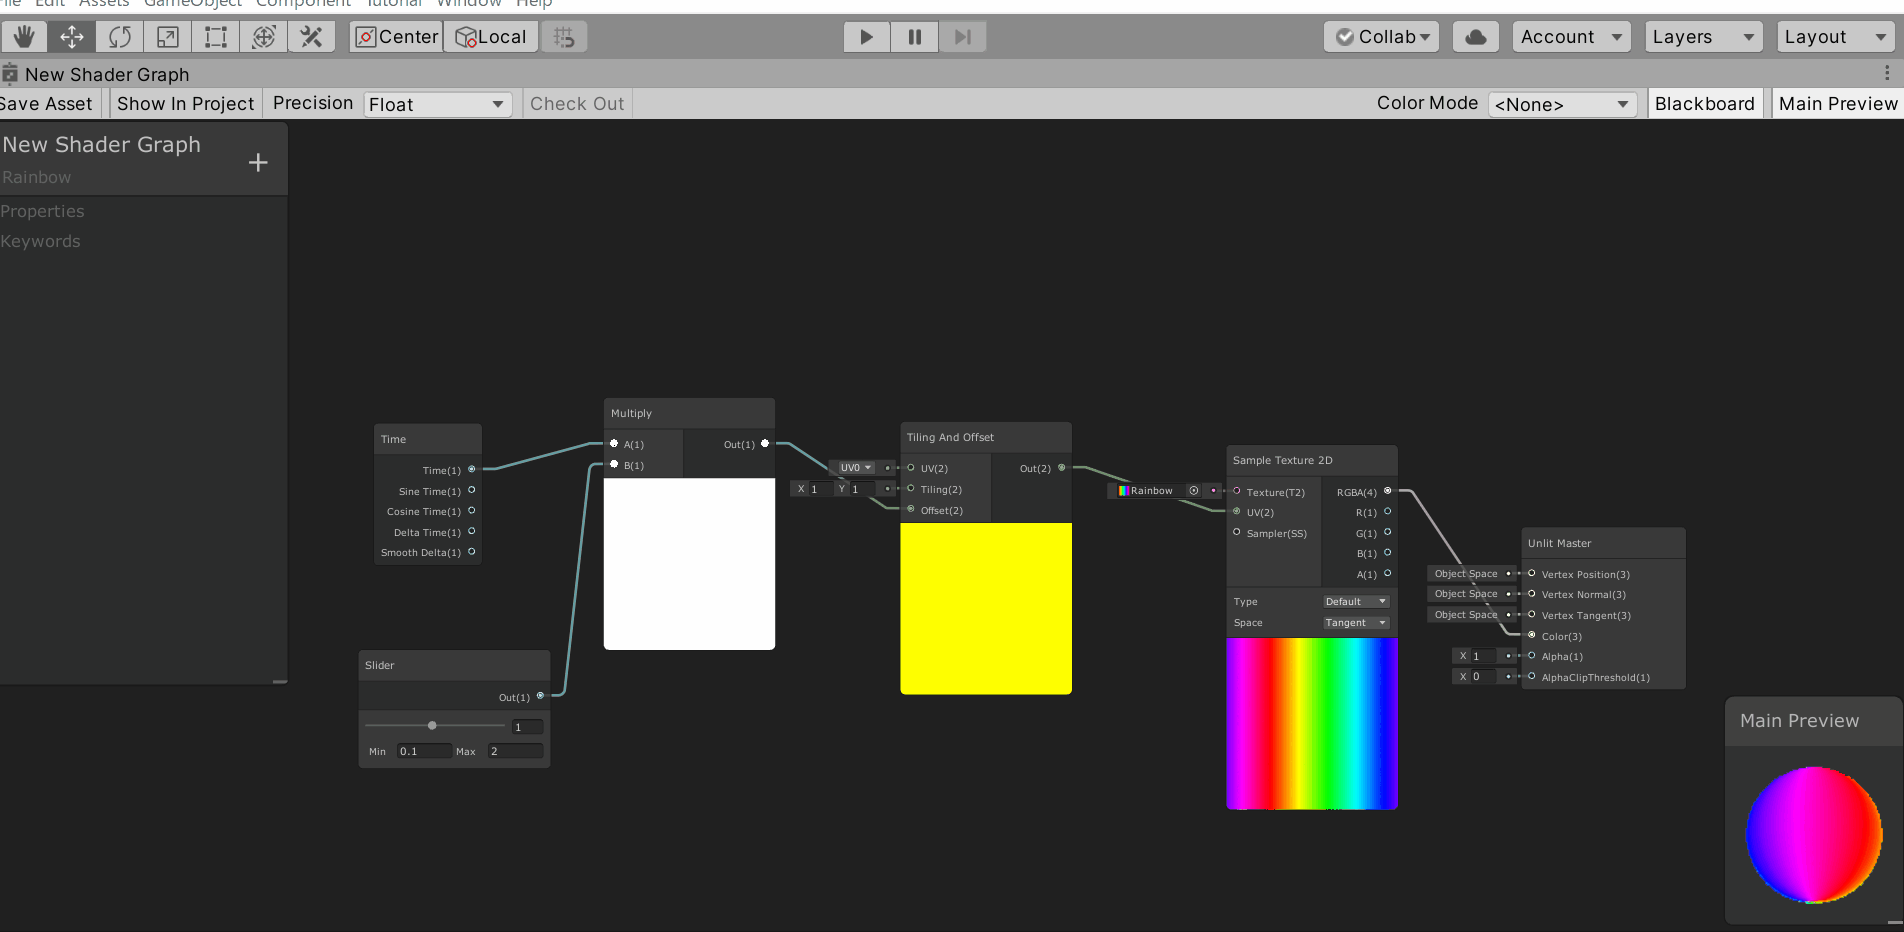 File Edit Assets GameObject Component Tutorial Window Help
Center Local Collab Account Layers Layout
New Shader Graph
Save Asset Show In Project Precision Float Check Out Color Mode <None> Blackboard Main Preview
New Shader Graph
Rainbow
Properties
Keywords
Time
Time(1)
Sine Time(1)
Cosine Time(1)
Delta Time(1)
Smooth Delta(1)
Slider
Out(1)
1
Min 0.1 Max 2
Multiply
A(1) Out(1)
B(1)
Tiling And Offset
UV0 UV(2) Out(2)
X 1 Y 1 Tiling(2)
Offset(2)
Sample Texture 2D
Rainbow Texture(T2) RGBA(4)
UV(2) R(1)
Sampler(SS) G(1)
B(1)
A(1)
Type Default
Space Tangent
Unlit Master
Object Space Vertex Position(3)
Object Space Vertex Normal(3)
Object Space Vertex Tangent(3)
Color(3)
X 1 Alpha(1)
X 0 AlphaClipThreshold(1)
Main Preview